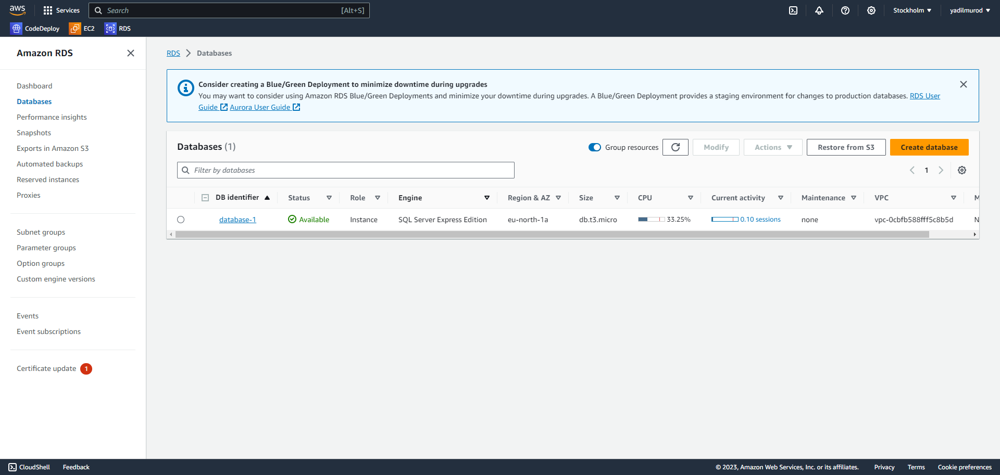 aws
Services
Search [Alt+S]
Stockholm
yadilmurod
CodeDeploy
EC2
RDS
Amazon RDS
Dashboard
Databases
Performance insights
Snapshots
Exports in Amazon S3
Automated backups
Reserved instances
Proxies
Subnet groups
Parameter groups
Option groups
Custom engine versions
Events
Event subscriptions
Certificate update 1
RDS > Databases
Consider creating a Blue/Green Deployment to minimize downtime during upgrades
You may want to consider using Amazon RDS Blue/Green Deployments and minimize your downtime during upgrades. A Blue/Green Deployment provides a staging environment for changes to production databases. RDS User
Guide Aurora User Guide
Databases (1)
Group resources
Modify
Actions
Restore from S3
Create database
Filter by databases
1
DB identifier Status Role Engine Region & AZ Size CPU Current activity Maintenance VPC M
database-1 Available Instance SQL Server Express Edition eu-north-1a db.t3.micro 33.25% 0.10 sessions none vpc-0cbfb588fff5c8b5d N
CloudShell
Feedback
© 2023, Amazon Web Services, Inc. or its affiliates.
Privacy
Terms
Cookie preferences